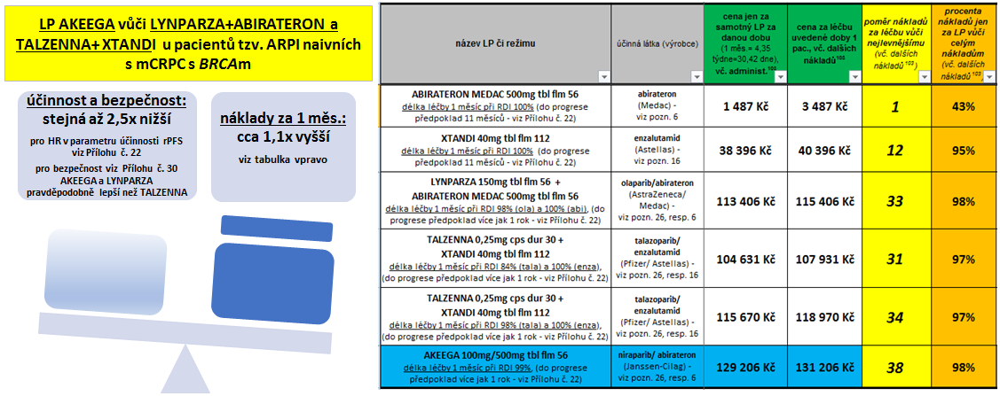 LP AKEEGA vůči LYNPARZA+ABIRATERON a
TALZENNA+ XTANDI u pacientů tzv. ARPI naivních
s mCRPC s BRCAm
účinnost a bezpečnost:
stejná až 2,5x nižší
pro HR v parametru účinnosti rPFS
viz Přílohu č. 22
pro bezpečnost viz Přílohu č. 30
AKEEGA a LYNPARZA
pravděpodobně lepší než TALZENNA
náklady za 1 měs.:
cca 1,1x vyšší
viz tabulka vpravo
název LP či režimu
účinná látka (výrobce)
cena jen za
samotný LP za
danou dobu
(1 měs.= 4,35
týdne=30,42 dne),
vč. administ.103
cena za léčbu
uvedené doby 1
pac., vč. dalších
nákladů103
poměr nákladů
za léčbu vůči
nejlevnějšímu
(vč. dalších
nákladů 103)
procenta
nákladů jen
za LP vůči
celým
nákladům
(vč. dalších
nákladů 103)
ABIRATERON MEDAC 500mg tbl flm 56
délka léčby 1 měsíc při RDI 100% (do progrese
předpoklad 11 měsíců - viz Přílohu č. 22)
abirateron
(Medac) -
viz pozn. 6
1 487 Kč
3 487 Kč
1
43%
XTANDI 40mg tbl flm 112
délka léčby 1 měsíc při RDI 100% (do progrese
předpoklad 11 měsíců - viz Přílohu č. 22)
enzalutamid
(Astellas) -
viz pozn. 16
38 396 Kč
40 396 Kč
12
95%
LYNPARZA 150mg tbl flm 56 +
ABIRATERON MEDAC 500mg tbl flm 56
délka léčby 1 měsíc při RDI 98% (ola) a 100% (abi), (do
progrese předpoklad více jak 1 rok - viz Přílohu č. 22)
olaparib/abirateron
(AstraZeneca/
Medac) -
viz pozn. 26, resp. 6
113 406 Kč
115 406 Kč
33
98%
TALZENNA 0,25mg cps dur 30 +
XTANDI 40mg tbl flm 112
délka léčby 1 měsíc při RDI 84% (tala) a 100% (enza),
(do progrese předpoklad více jak 1 rok - viz Přílohu č. 22)
talazoparib/
enzalutamid
(Pfizer/ Astellas) -
viz pozn. 26, resp. 16
104 631 Kč
107 931 Kč
31
97%
TALZENNA 0,25mg cps dur 30 +
XTANDI 40mg tbl flm 112
délka léčby 1 měsíc při RDI 98% (tala) a 100% (enza),
(do progrese předpoklad více jak 1 rok - viz Přílohu č. 22)
talazoparib/
enzalutamid
(Pfizer/ Astellas) -
viz pozn. 26, resp. 16
115 670 Kč
118 970 Kč
34
97%
AKEEGA 100mg/500mg tbl flm 56
délka léčby 1 měsíc při RDI 99%, (do progrese
předpoklad více jak 1 rok - viz Přílohu č. 22)
niraparib/ abirateron
(Janssen-Cilag) -
viz pozn. 26, resp. 6
129 206 Kč
131 206 Kč
38
98%